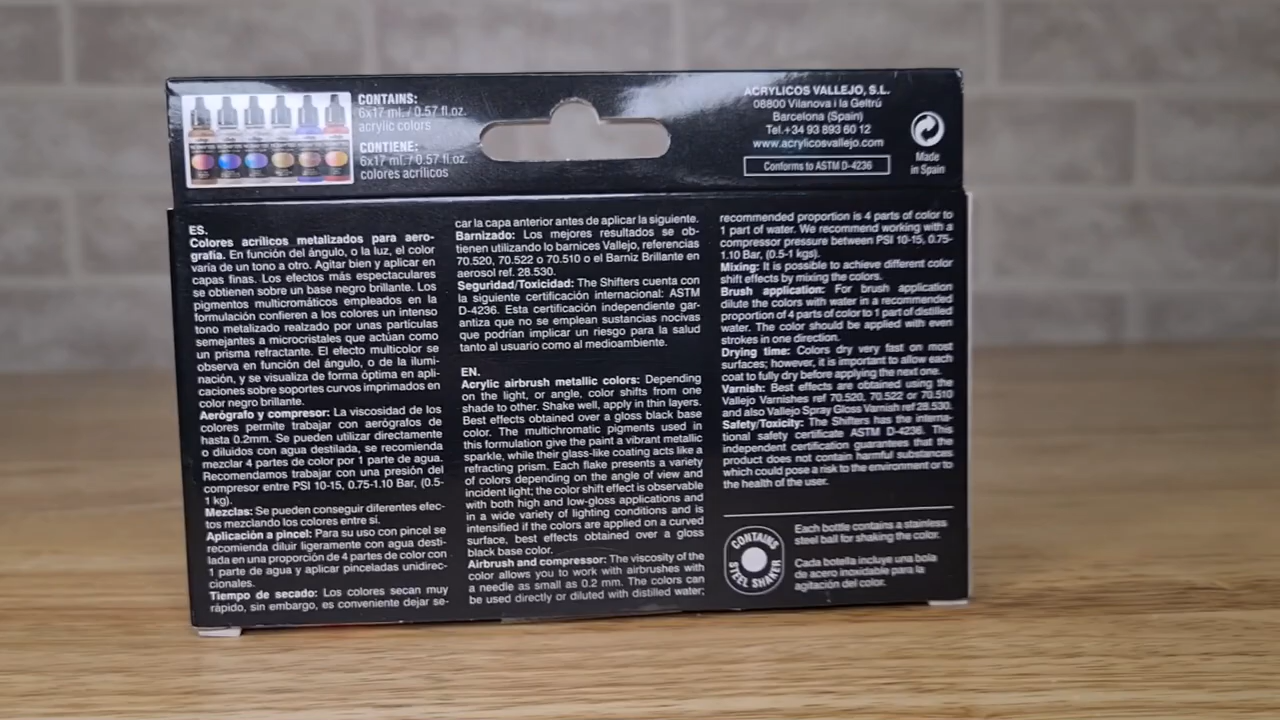 CONTAINS:
6x17 ml. / 0.57 fl.oz.
acrylic colors
CONTIENE:
6x17 ml. / 0.57 fl.oz.
colores acrílicos
ACRYLICOS VALLEJO, S.L.
08800 Vilanova i la Geltrú
Barcelona (Spain)
Tel.+34 93 893 60 12
www.acrylicosvallejo.com
Conforms to ASTM D-4236
Made
in Spain
ES.
Colores acrílicos metalizados para aero-
grafía. En función del ángulo, o la luz, el color
varía de un tono a otro. Agitar bien y aplicar en
capas finas. Los efectos más espectaculares
se obtienen sobre un base negro brillante. Los
pigmentos multicromáticos empleados en la
formulación confieren a los colores un intenso
tono metalizado realzado por unas partículas
semejantes a microcristales que actúan como
un prisma refractante. El efecto multicolor se
observa en función del ángulo, o de la ilumi-
nación, y se visualiza de forma óptima en apli-
caciones sobre soportes curvos imprimados en
color negro brillante.
Aerógrafo y compresor: La viscosidad de los
colores permite trabajar con aerógrafos de
hasta 0.2mm. Se pueden utilizar directamente
o diluidos con agua destilada, se recomienda
mezclar 4 partes de color por 1 parte de agua.
Recomendamos trabajar con una presión del
compresor entre PSI 10-15, 0.75-1.10 Bar, (0.5-
1 kg).
Mezclas: Se pueden conseguir diferentes efec-
tos mezclando los colores entre sí.
Aplicación a pincel: Para su uso con pincel se
recomienda diluir ligeramente con agua desti-
lada en una proporción de 4 partes de color con
1 parte de agua y aplicar pinceladas unidirec-
cionales.
Tiempo de secado: Los colores secan muy
rápido, sin embargo, es conveniente dejar se-
car la capa anterior antes de aplicar la siguiente.
Barnizado: Los mejores resultados se ob-
tienen utilizando lo barnices Vallejo, referencias
70.520, 70.522 o 70.510 o el Barniz Brillante en
aerosol ref. 28.530.
Seguridad/Toxicidad: The Shifters cuenta con
la siguiente certificación internacional: ASTM
D-4236. Esta certificación independiente gar-
antiza que no se emplean sustancias nocivas
que podrían implicar un riesgo para la salud
tanto al usuario como al medioambiente.
EN.
Acrylic airbrush metallic colors: Depending
on the light, or angle, color shifts from one
shade to other. Shake well, apply in thin layers.
Best effects obtained over a gloss black base
color. The multichromatic pigments used in
this formulation give the paint a vibrant metallic
sparkle, while their glass-like coating acts like a
refracting prism. Each flake presents a variety
of colors depending on the angle of view and
incident light; the color shift effect is observable
with both high and low-gloss applications and
in a wide variety of lighting conditions and is
intensified if the colors are applied on a curved
surface, best effects obtained over a gloss
black base color.
Airbrush and compressor: The viscosity of the
color allows you to work with airbrushes with
a needle as small as 0.2 mm. The colors can
be used directly or diluted with distilled water;
recommended proportion is 4 parts of color to
1 part of water. We recommend working with a
compressor pressure between PSI 10-15, 0.75-
1.10 Bar, (0.5-1 kgs).
Mixing: It is possible to achieve different color
shift effects by mixing the colors.
Brush application: For brush application
dilute the colors with water in a recommended
proportion of 4 parts of color to 1 part of distilled
water. The color should be applied with even
strokes in one direction.
Drying time: Colors dry very fast on most
surfaces; however, it is important to allow each
coat to fully dry before applying the next one.
Varnish: Best effects are obtained using the
Vallejo Varnishes ref 70.520, 70.522 or 70.510
and also Vallejo Spray Gloss Varnish ref 28.530.
Safety/Toxicity: The Shifters has the interna-
tional safety certificate ASTM D-4236. This
independent certification guarantees that the
product does not contain harmful substances
which could pose a risk to the environment or to
the health of the user.
CONTAINS
STEEL SHAKER
Each bottle contains a stainless
steel ball for shaking the color.
Cada botella incluye una bola
de acero inoxidable para la
agitación del color.